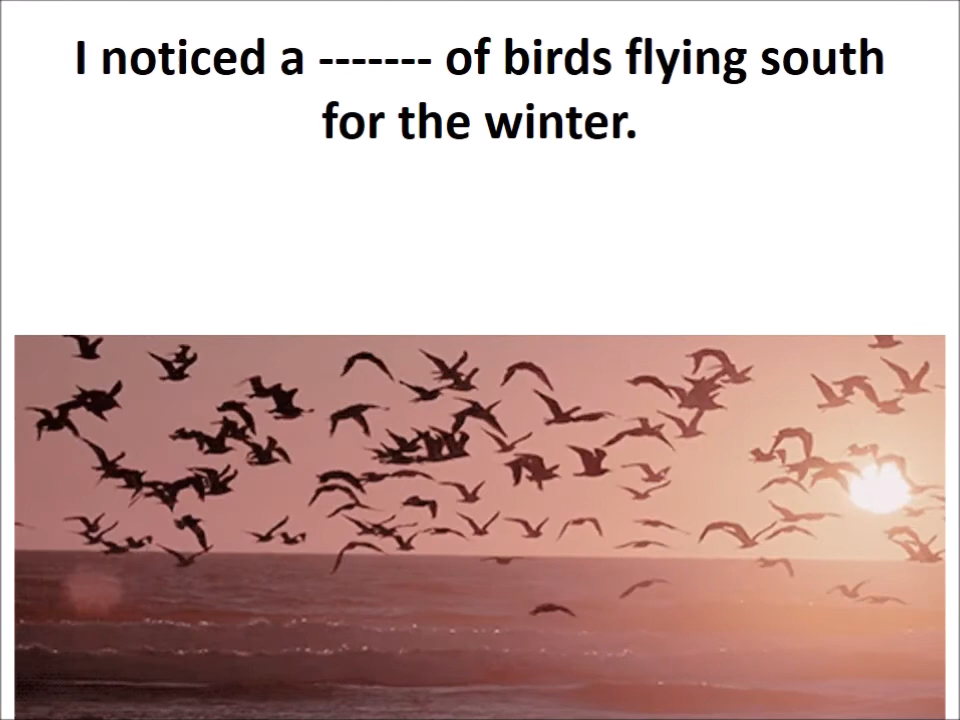 I noticed a ------- of birds flying south
for the winter.